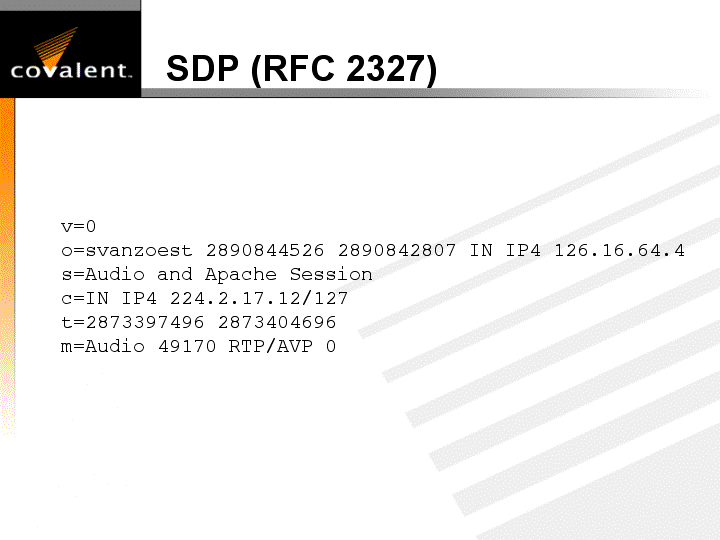 covalent™
SDP (RFC 2327)
v=0
o=svanzoest 2890844526 2890842807 IN IP4 126.16.64.4
s=Audio and Apache Session
c=IN IP4 224.2.17.12/127
t=2873397496 2873404696
m=Audio 49170 RTP/AVP 0